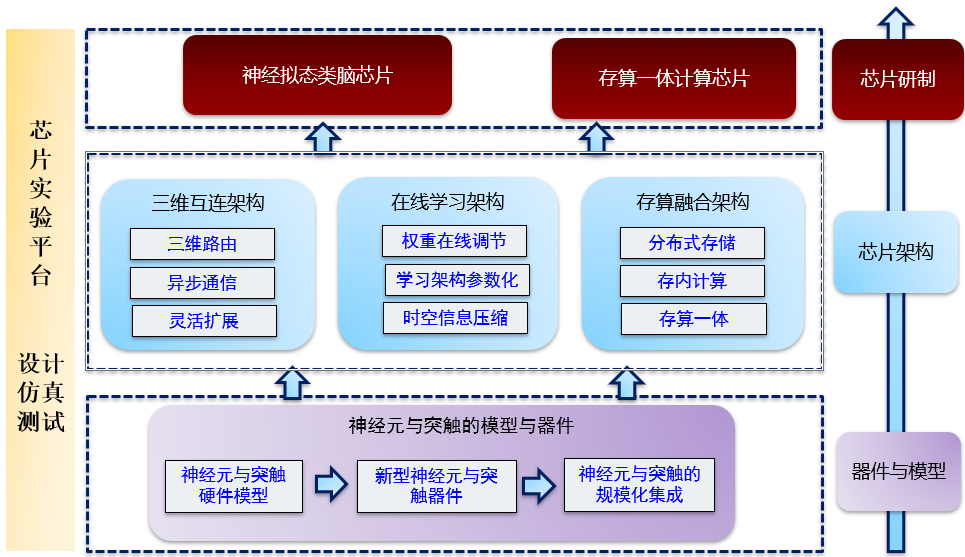 芯片实验平台
设计
仿真
测试
神经拟态类脑芯片
存算一体计算芯片
芯片研制
三维互连架构
三维路由
异步通信
灵活扩展
在线学习架构
权重在线调节
学习架构参数化
时空信息压缩
存算融合架构
分布式存储
存内计算
存算一体
芯片架构
神经元与突触的模型与器件
神经元与突触
硬件模型
新型神经元与突
触器件
神经元与突触的
规模化集成
器件与模型